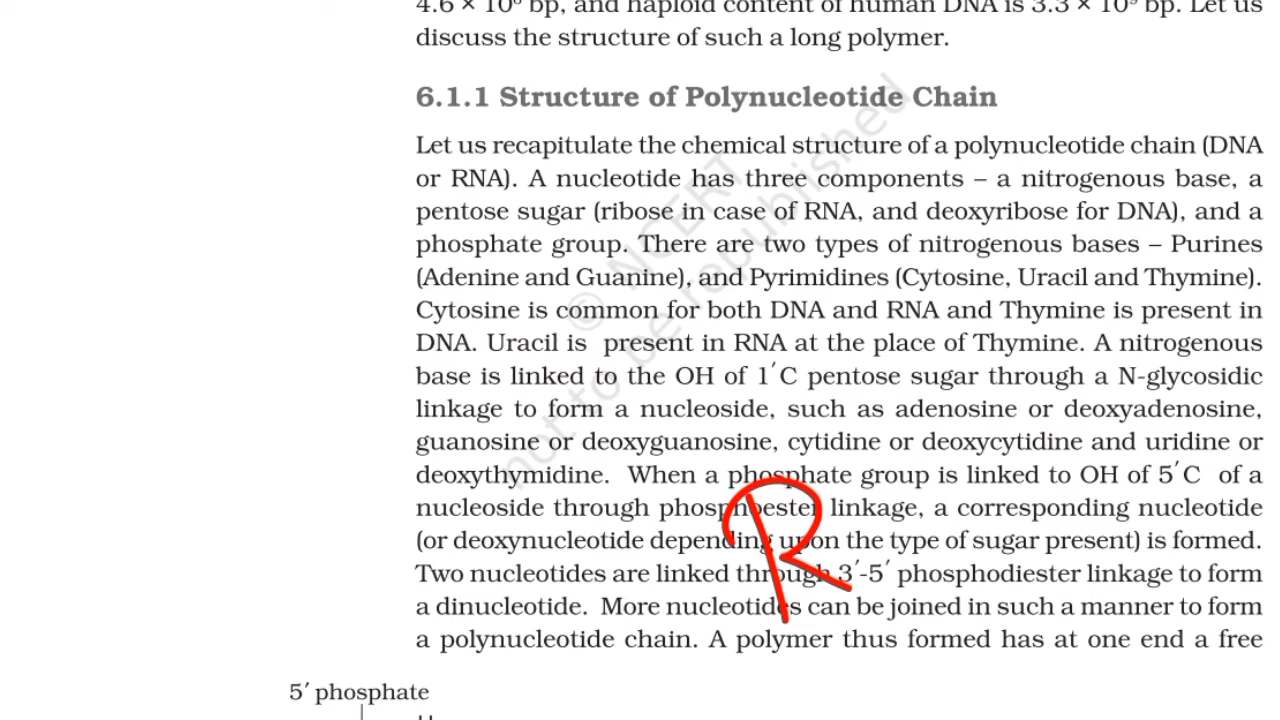 4.6 × 10⁶ bp, and haploid content of human DNA is 3.3 × 10⁹ bp. Let us
discuss the structure of such a long polymer.
6.1.1 Structure of Polynucleotide Chain
Let us recapitulate the chemical structure of a polynucleotide chain (DNA
or RNA). A nucleotide has three components – a nitrogenous base, a
pentose sugar (ribose in case of RNA, and deoxyribose for DNA), and a
phosphate group. There are two types of nitrogenous bases – Purines
(Adenine and Guanine), and Pyrimidines (Cytosine, Uracil and Thymine).
Cytosine is common for both DNA and RNA and Thymine is present in
DNA. Uracil is present in RNA at the place of Thymine. A nitrogenous
base is linked to the OH of 1′C pentose sugar through a N-glycosidic
linkage to form a nucleoside, such as adenosine or deoxyadenosine,
guanosine or deoxyguanosine, cytidine or deoxycytidine and uridine or
deoxythymidine. When a phosphate group is linked to OH of 5′C of a
nucleoside through phosphoester linkage, a corresponding nucleotide
(or deoxynucleotide depending upon the type of sugar present) is formed.
Two nucleotides are linked through 3′-5′ phosphodiester linkage to form
a dinucleotide. More nucleotides can be joined in such a manner to form
a polynucleotide chain. A polymer thus formed has at one end a free
5′ phosphate
R
© NCERT
not to be republished